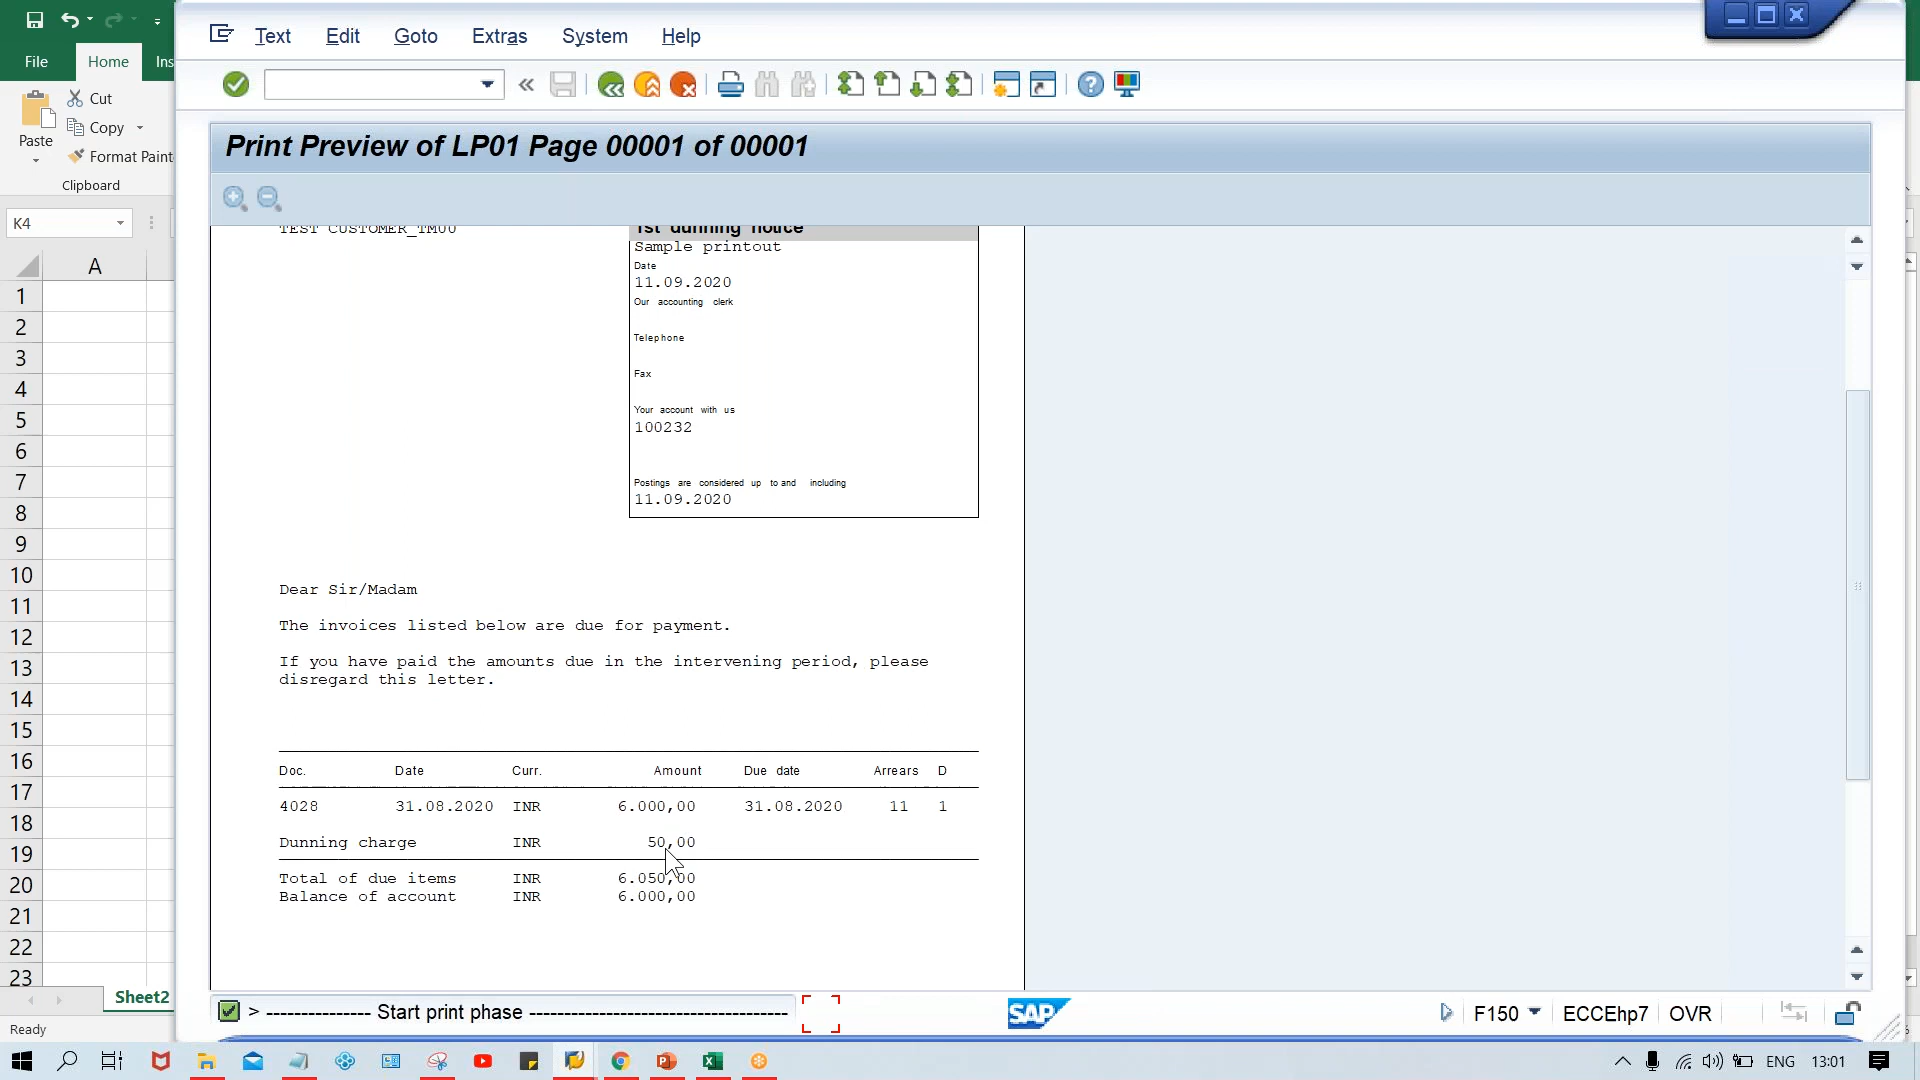 Text Edit Goto Extras System Help
File Home Ins
Cut
Copy
Paste
Format Paint
Clipboard
Print Preview of LP01 Page 00001 of 00001
K4
A
1
2
3
4
5
6
7
8
9
10
11
12
13
14
15
16
17
18
19
20
21
22
23
TEST CUSTOMER_TM00
1st dunning notice
Sample printout
Date
11.09.2020
Our accounting clerk
Telephone
Fax
Your account with us
100232
Postings are considered up to and including
11.09.2020
Dear Sir/Madam
The invoices listed below are due for payment.
If you have paid the amounts due in the intervening period, please
disregard this letter.
Doc. Date Curr. Amount Due date Arrears D
4028 31.08.2020 INR 6.000,00 31.08.2020 11 1
Dunning charge INR 50,00
Total of due items INR 6.050,00
Balance of account INR 6.000,00
Sheet2
> --------------- Start print phase -------------------------------------
SAP
F150 ECCEhp7 OVR
Ready
ENG 13:01